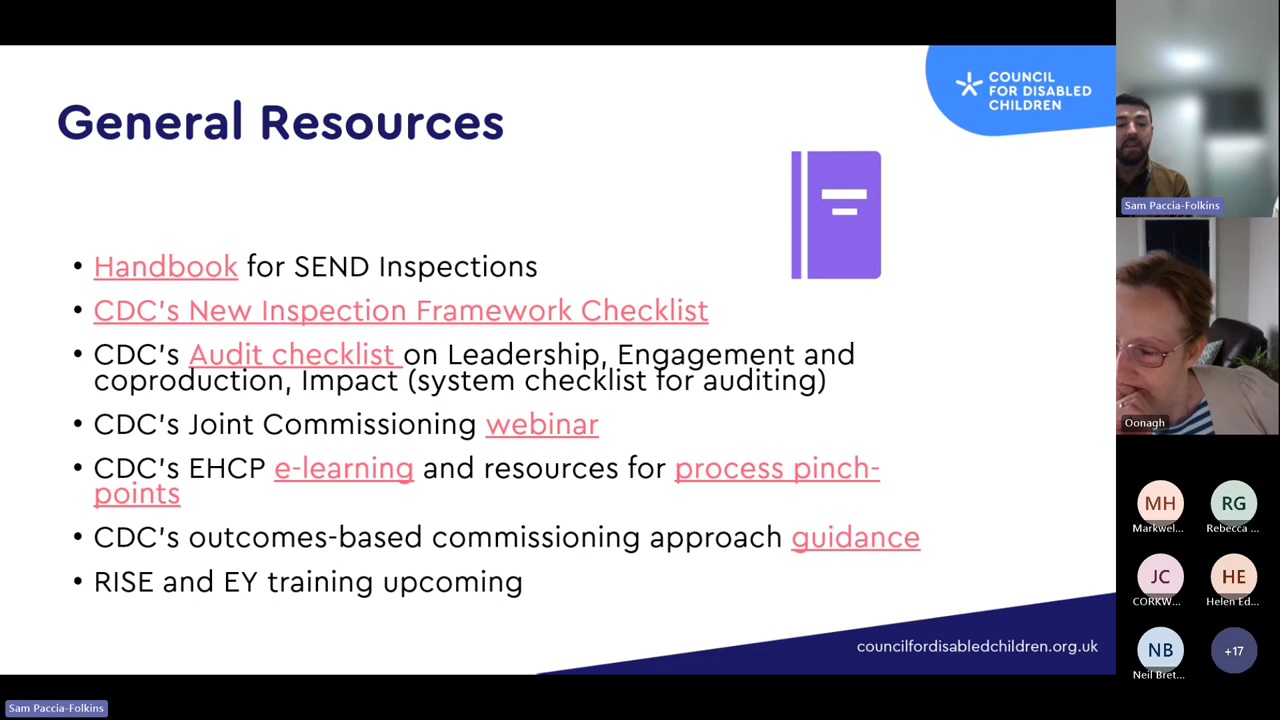 COUNCIL
FOR DISABLED
CHILDREN
General Resources
• Handbook for SEND Inspections
• CDC's New Inspection Framework Checklist
• CDC's Audit checklist on Leadership, Engagement and
coproduction, Impact (system checklist for auditing)
• CDC's Joint Commissioning webinar
• CDC's EHCP e-learning and resources for process pinch-
points
• CDC's outcomes-based commissioning approach guidance
• RISE and EY training upcoming
councilfordisabledchildren.org.uk
Sam Paccia-Folkins
Sam Paccia-Folkins
Oonagh
MH
Markwel...
RG
Rebecca ...
JC
CORKW...
HE
Helen Ed...
NB
Neil Bret...
+17